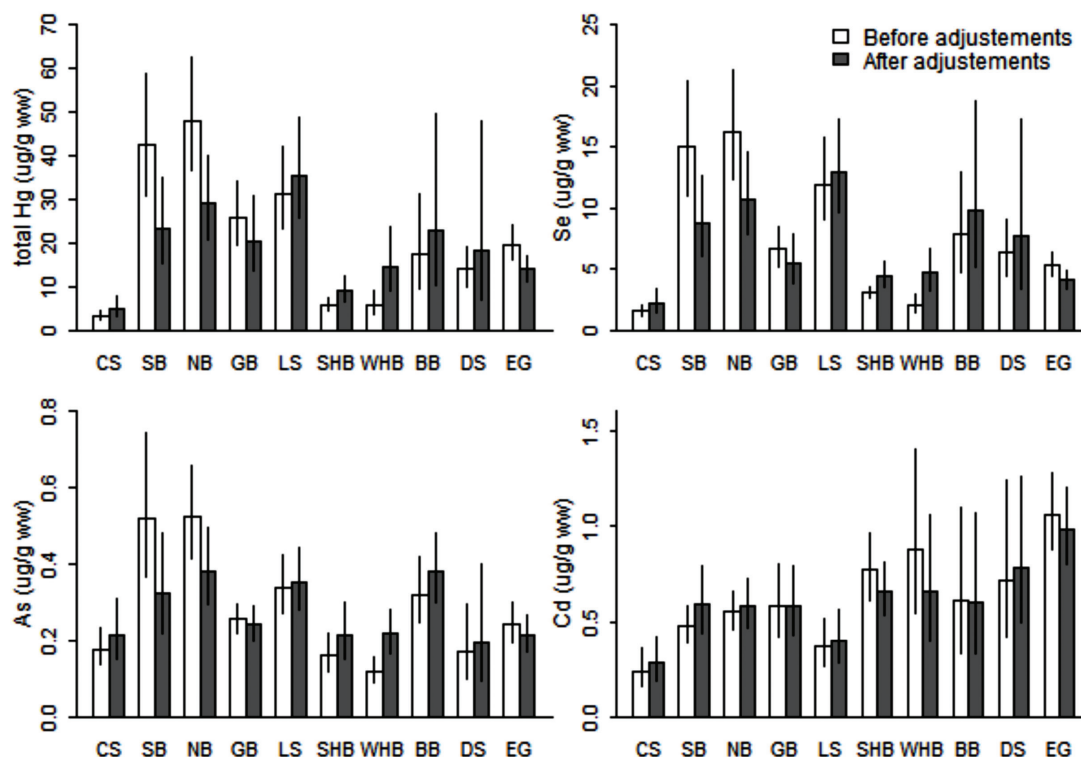 total Hg (ug/g ww)
70
60
50
40
30
20
10
0
CS SB NB GB LS SHB WHB BB DS EG
Se (ug/g ww)
25
20
15
10
5
0
Before adjustements
After adjustements
CS SB NB GB LS SHB WHB BB DS EG
As (ug/g ww)
0.8
0.6
0.4
0.2
0.0
CS SB NB GB LS SHB WHB BB DS EG
Cd (ug/g ww)
1.5
1.0
0.5
0.0
CS SB NB GB LS SHB WHB BB DS EG